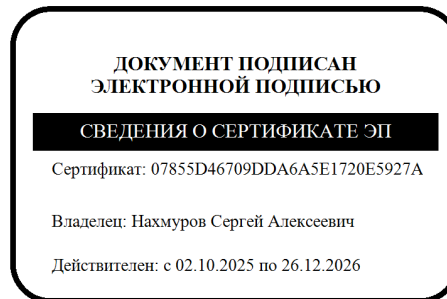 ДОКУМЕНТ ПОДПИСАН
ЭЛЕКТРОННОЙ ПОДПИСЬЮ
СВЕДЕНИЯ О СЕРТИФИКАТЕ ЭП
Сертификат: 07855D46709DDA6A5E1720E5927A
Владелец: Нахмуров Сергей Алексеевич
Действителен: с 02.10.2025 по 26.12.2026